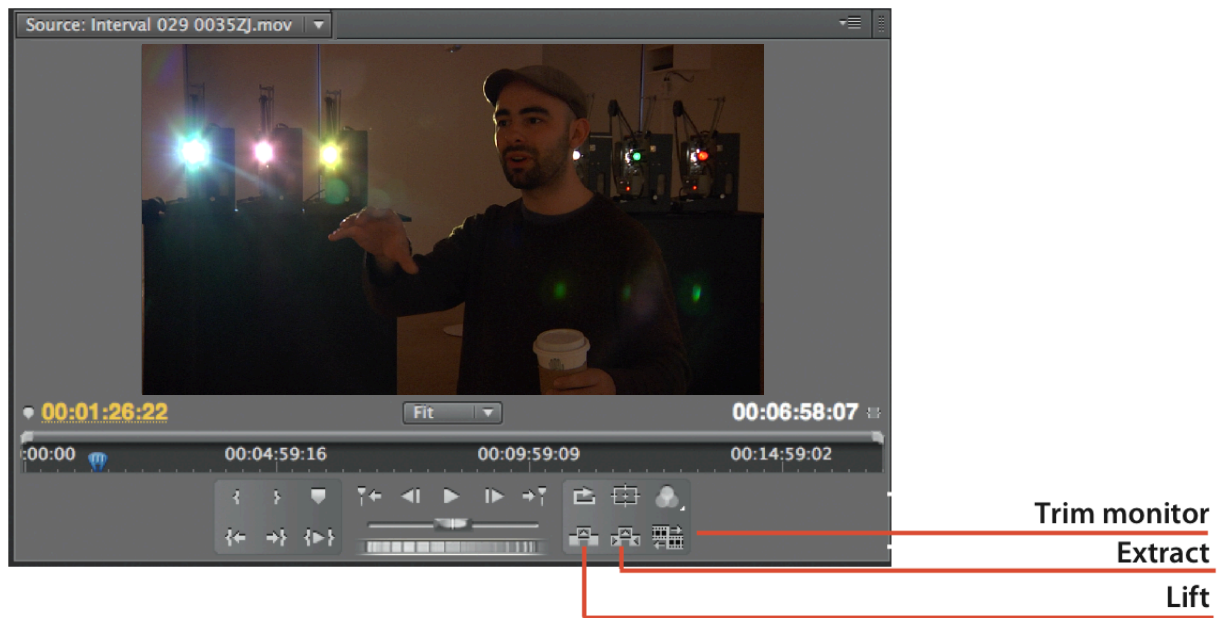 Source: Interval 029 0035ZJ.mov
00:01:26:22
Fit
00:06:58:07
:00:00
00:04:59:16
00:09:59:09
00:14:59:02
Trim monitor
Extract
Lift